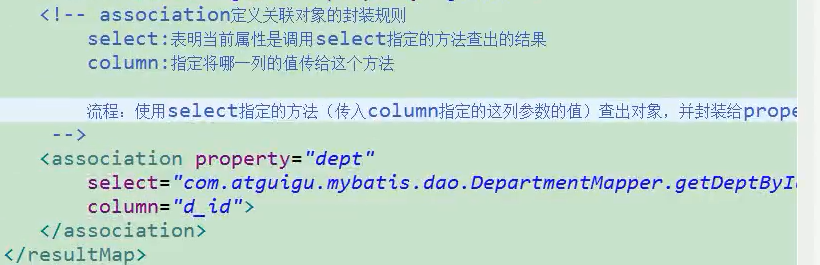 <!-- association定义关联对象的封装规则
select:表明当前属性是调用select指定的方法查出的结果
column:指定将哪一列的值传给这个方法
流程：使用select指定的方法（传入column指定的这列参数的值）查出对象，并封装给prope
-->
<association property="dept"
select="com.atguigu.mybatis.dao.DepartmentMapper.getDeptById
column="d_id">
</association>
</resultMap>